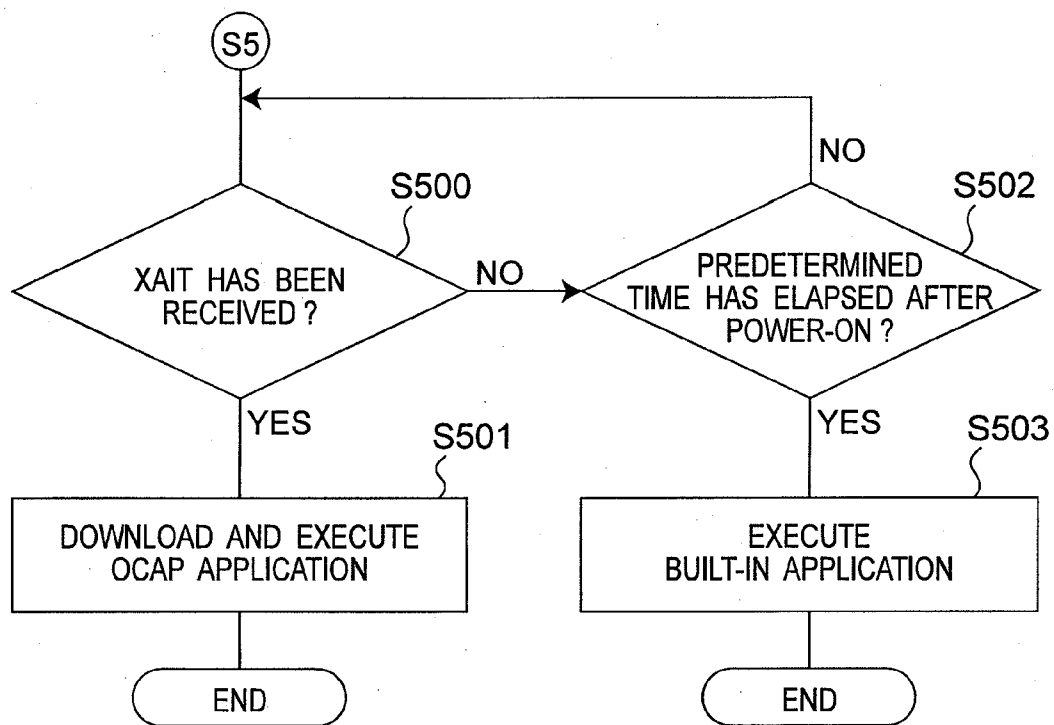 S5
NO
S500
S502
XAIT HAS BEEN
RECEIVED ?
NO
PREDETERMINED
TIME HAS ELAPSED AFTER
POWER-ON ?
YES
YES
S501
S503
DOWNLOAD AND EXECUTE
OCAP APPLICATION
EXECUTE
BUILT-IN APPLICATION
END
END